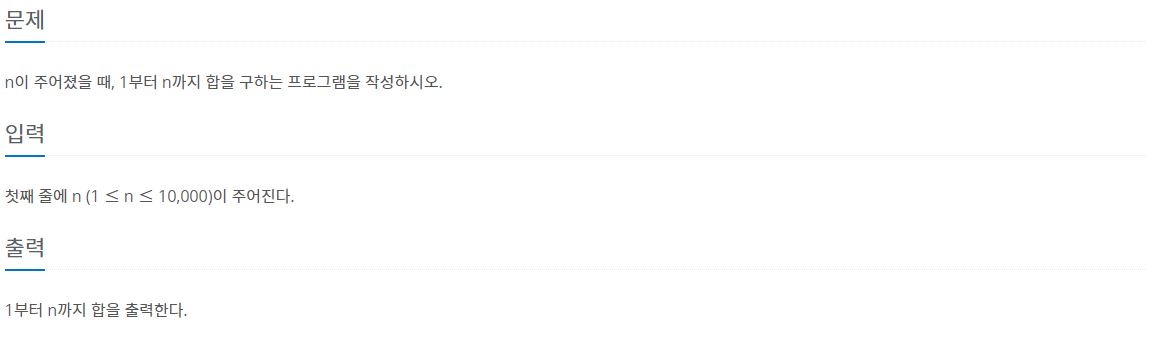 문제
n이 주어졌을 때, 1부터 n까지 합을 구하는 프로그램을 작성하시오.
입력
첫째 줄에 n (1 ≤ n ≤ 10,000)이 주어진다.
출력
1부터 n까지 합을 출력한다.